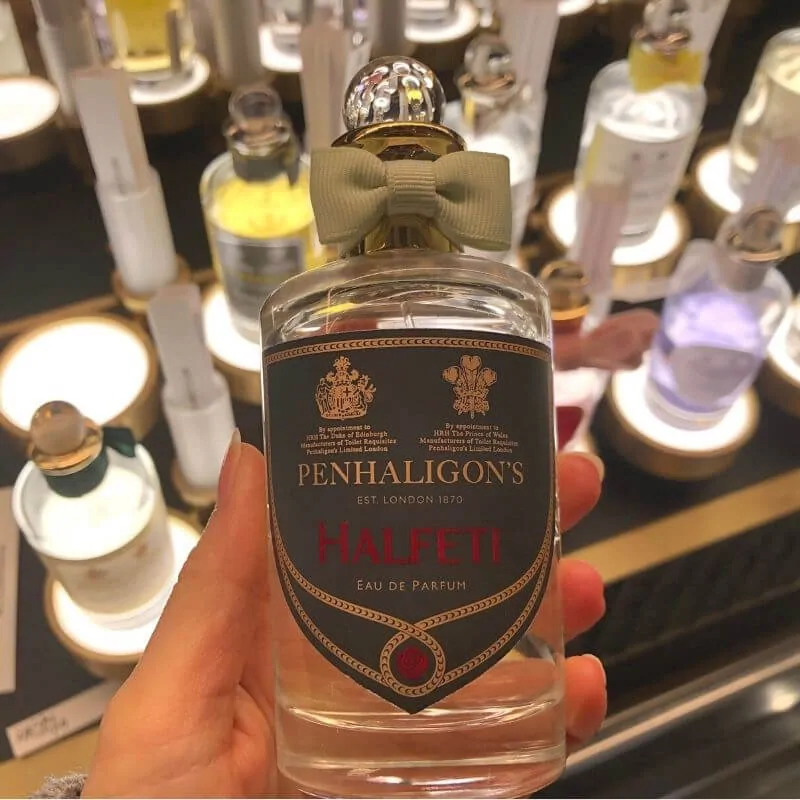 By appointment to
HRH The Duke of Edinburgh
Manufacturers of Toilet Requisites
Penhaligon's Limited London
By appointment to
HRH The Prince of Wales
Manufacturers of Toilet Requisites
Penhaligon's Limited London
PENHALIGON'S
EST. LONDON 1870
HALFETI
EAU DE PARFUM